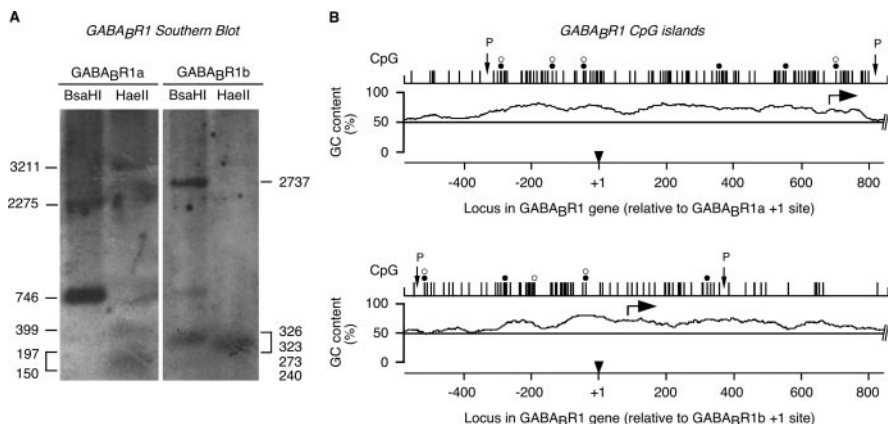 A
GABABR1 Southern Blot
GABABR1a GABABR1b
BsaHI HaeII BsaHI HaeII
3211
2275
746
399
197
150
2737
326
323
273
240
B
GABABR1 CpG islands
P P
CpG
GC content
(%)
100
50
0
-400 -200 +1 200 400 600 800
Locus in GABABR1 gene (relative to GABABR1a +1 site)
P P
CpG
GC content
(%)
100
50
0
-400 -200 +1 200 400 600 800
Locus in GABABR1 gene (relative to GABABR1b +1 site)